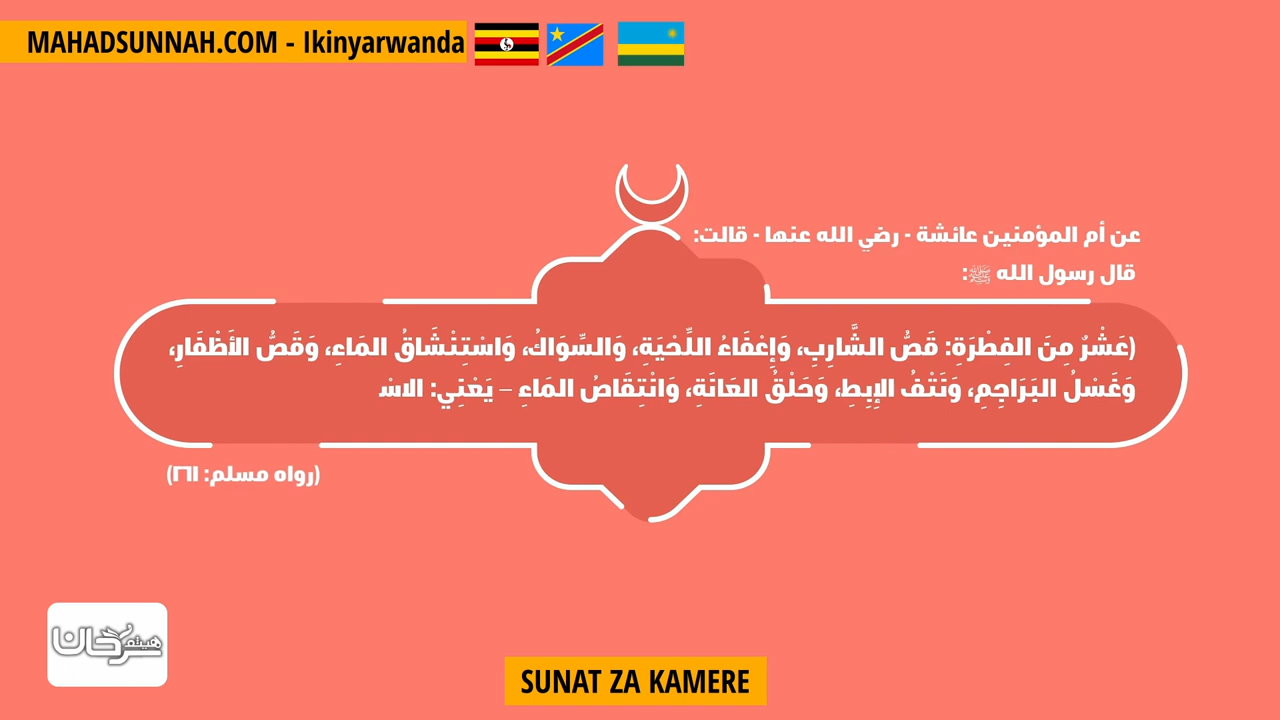 MAHADSUNNAH.COM - Ikinyarwanda
عن أم المؤمنين عائشة - رضي الله عنها - قالت:
قال رسول الله ﷺ:
(عَشْرٌ مِنَ الفِطْرَةِ: قَصُّ الشَّارِبِ، وَإِعْفَاءُ اللِّحْيَةِ، وَالسِّوَاكُ، وَاسْتِنْشَاقُ المَاءِ، وَقَصُّ الأَظْفَارِ،
وَغَسْلُ البَرَاجِمِ، وَنَتْفُ الإِبِطِ، وَحَلْقُ العَانَةِ، وَانْتِقَاصُ المَاءِ – يَعْنِي: الاسْ
(رواه مسلم: ٢٦١)
هيثم
سرحان
SUNAT ZA KAMERE